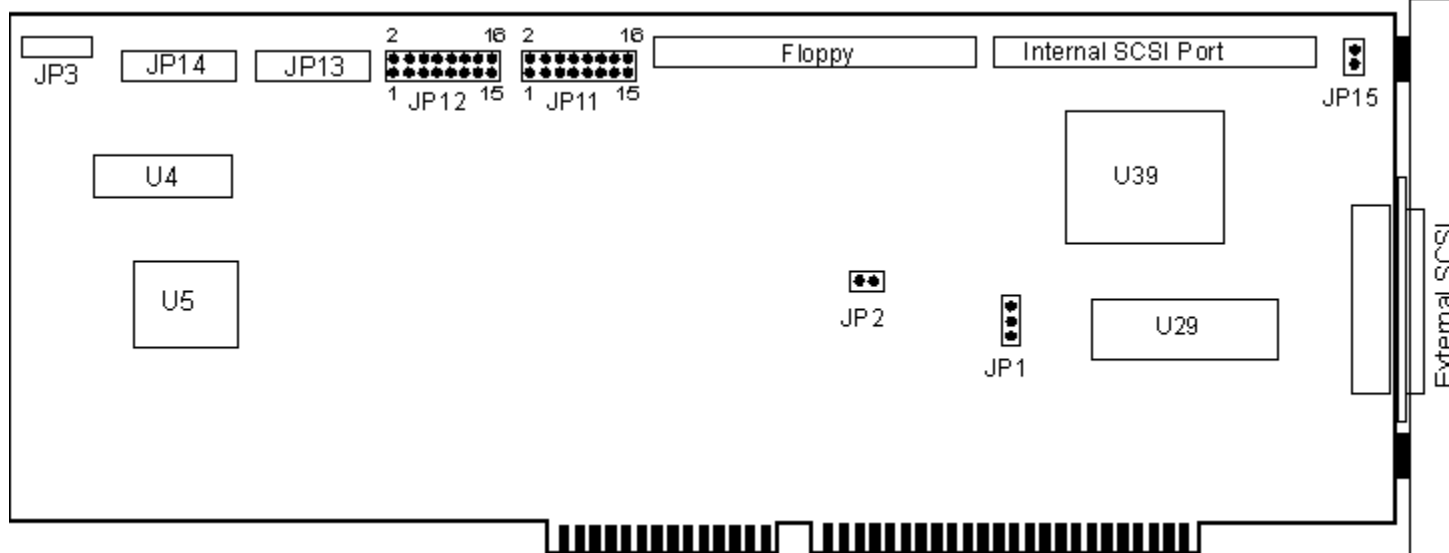 2 16 2 16
JP3 JP14 JP13 Floppy Internal SCSI Port
1 JP12 15 1 JP11 15 JP15
U4 U39
U5
JP2
JP1 U29
External SCSI